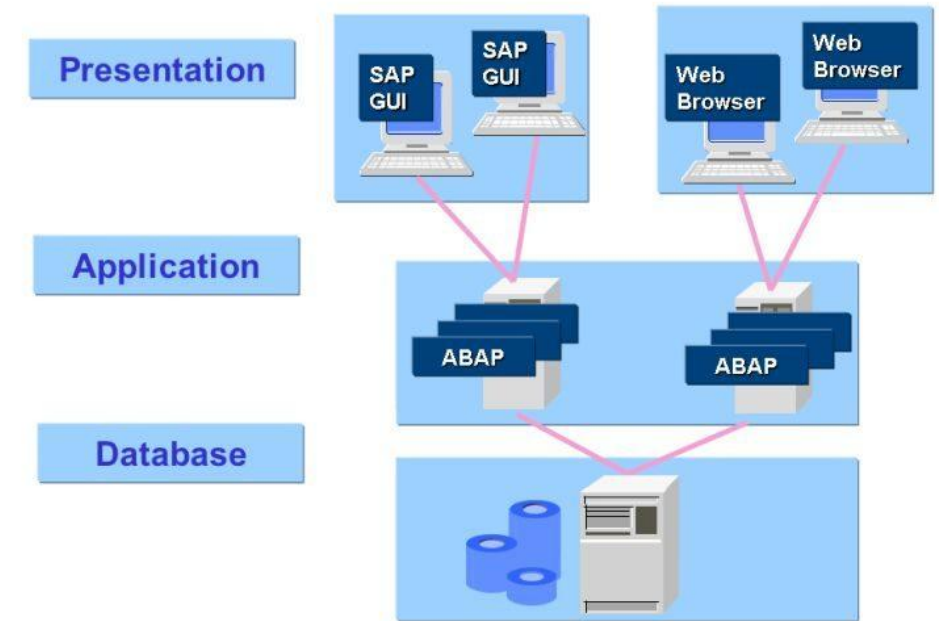 Presentation
SAP
GUI
SAP
GUI
Web
Browser
Web
Browser
Application
ABAP
ABAP
Database